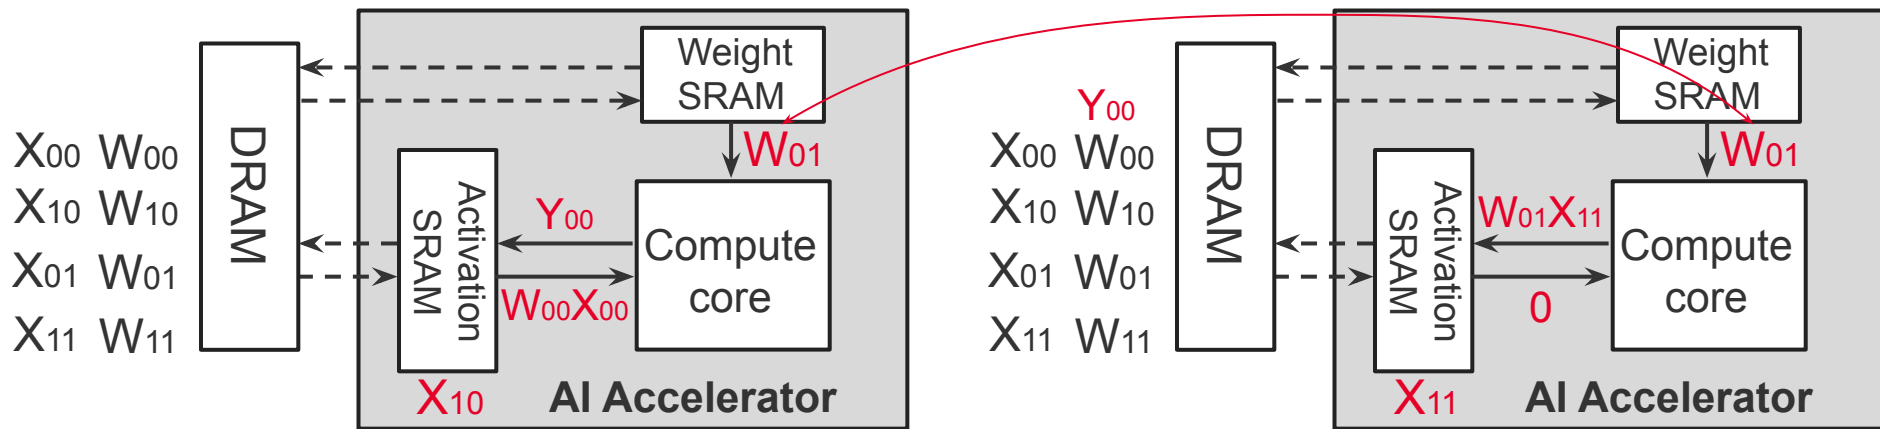 Weight
SRAM
W01
DRAM
X00 W00
X10 W10
X01 W01
X11 W11
Activation
SRAM
Y00
W00X00
Compute
core
X10
AI Accelerator
Weight
SRAM
W01
Y00
DRAM
X00 W00
X10 W10
X01 W01
X11 W11
Activation
SRAM
W01X11
0
Compute
core
X11
AI Accelerator